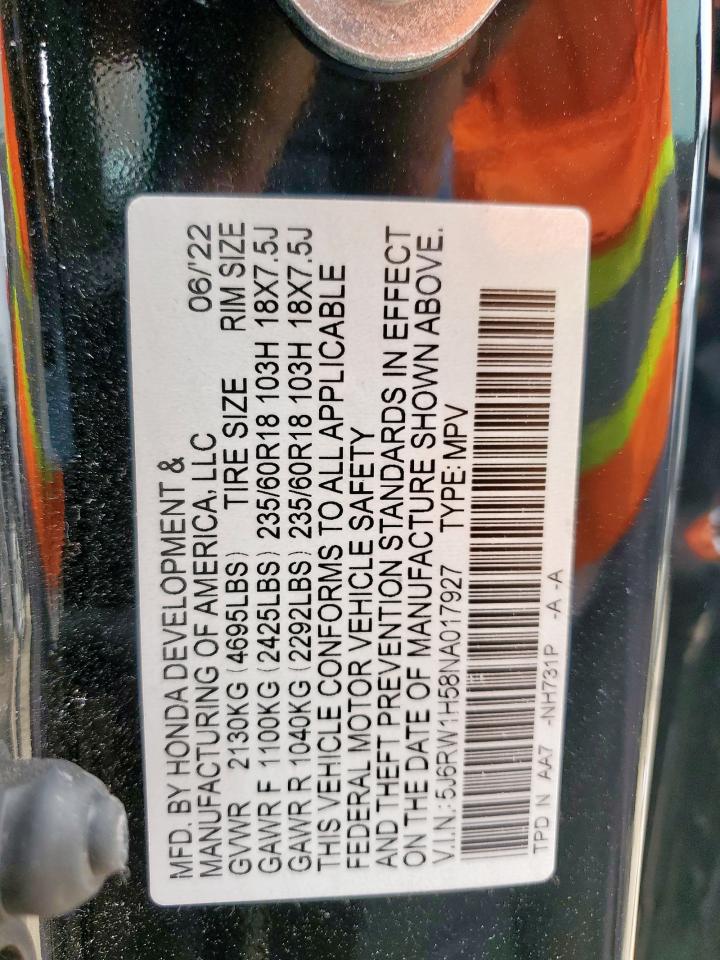 MFD. BY HONDA DEVELOPMENT &
MANUFACTURING OF AMERICA, LLC 06/'22
GVWR 2130KG (4695LBS) TIRE SIZE RIM SIZE
GAWR F 1100KG (2425LBS) 235/60R18 103H 18X7.5J
GAWR R 1040KG (2292LBS) 235/60R18 103H 18X7.5J
THIS VEHICLE CONFORMS TO ALL APPLICABLE
FEDERAL MOTOR VEHICLE SAFETY
AND THEFT PREVENTION STANDARDS IN EFFECT
ON THE DATE OF MANUFACTURE SHOWN ABOVE.
V.I.N.: 5J6RW1H58NA017927 TYPE: MPV
TPD N AA7 -NH731P -A -A